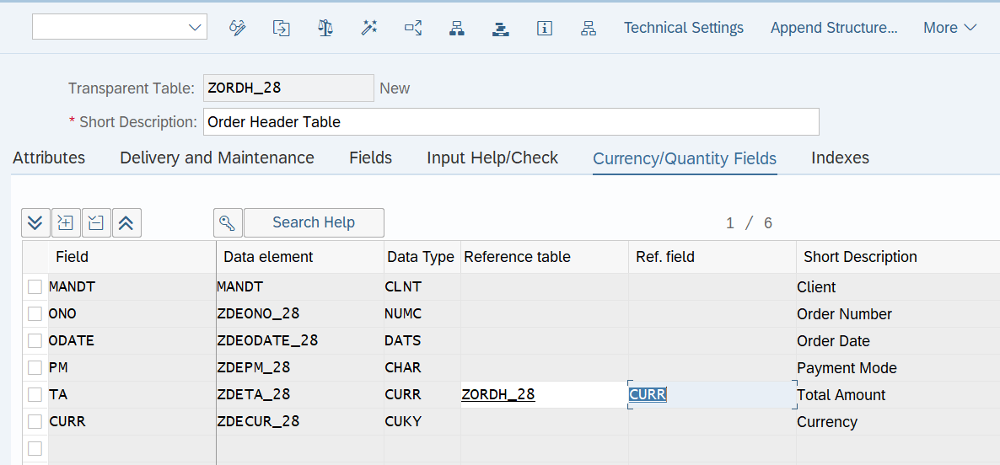 Technical Settings Append Structure... More
Transparent Table: ZORDH_28 New
* Short Description: Order Header Table
Attributes Delivery and Maintenance Fields Input Help/Check Currency/Quantity Fields Indexes
Search Help 1 / 6
Field Data element Data Type Reference table Ref. field Short Description
MANDT MANDT CLNT Client
ONO ZDEONO_28 NUMC Order Number
ODATE ZDEODATE_28 DATS Order Date
PM ZDEPM_28 CHAR Payment Mode
TA ZDETA_28 CURR ZORDH_28 CURR Total Amount
CURR ZDECUR_28 CUKY Currency